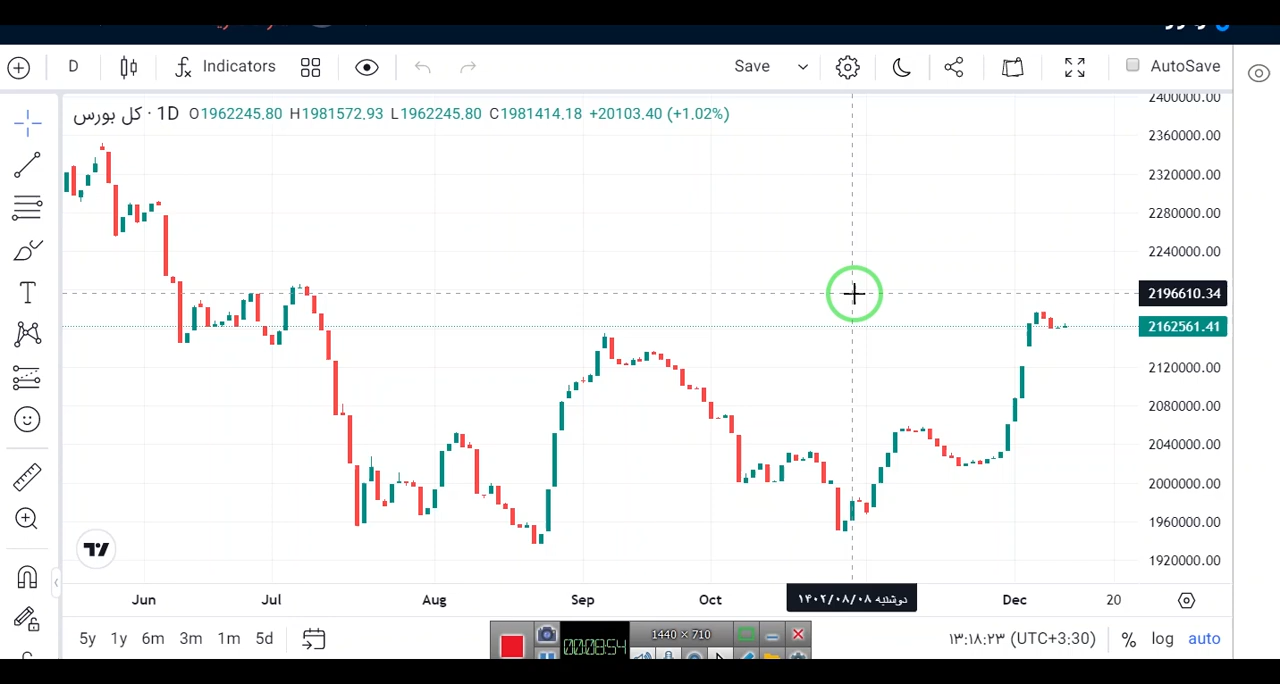 D Indicators Save AutoSave
کل بورس · 1D O1962245.80 H1981572.93 L1962245.80 C1981414.18 +20103.40 (+1.02%)
2400000.00
2360000.00
2320000.00
2280000.00
2240000.00
2196610.34
2162561.41
2120000.00
2080000.00
2040000.00
2000000.00
1960000.00
1920000.00
Jun Jul Aug Sep Oct دوشنبه ۱۴۰۲/۰۸/۰۸ Dec 20
5y 1y 6m 3m 1m 5d ۱۳:۱۸:۲۳ (UTC+3:30) % log auto
00:08:54 1440 × 710